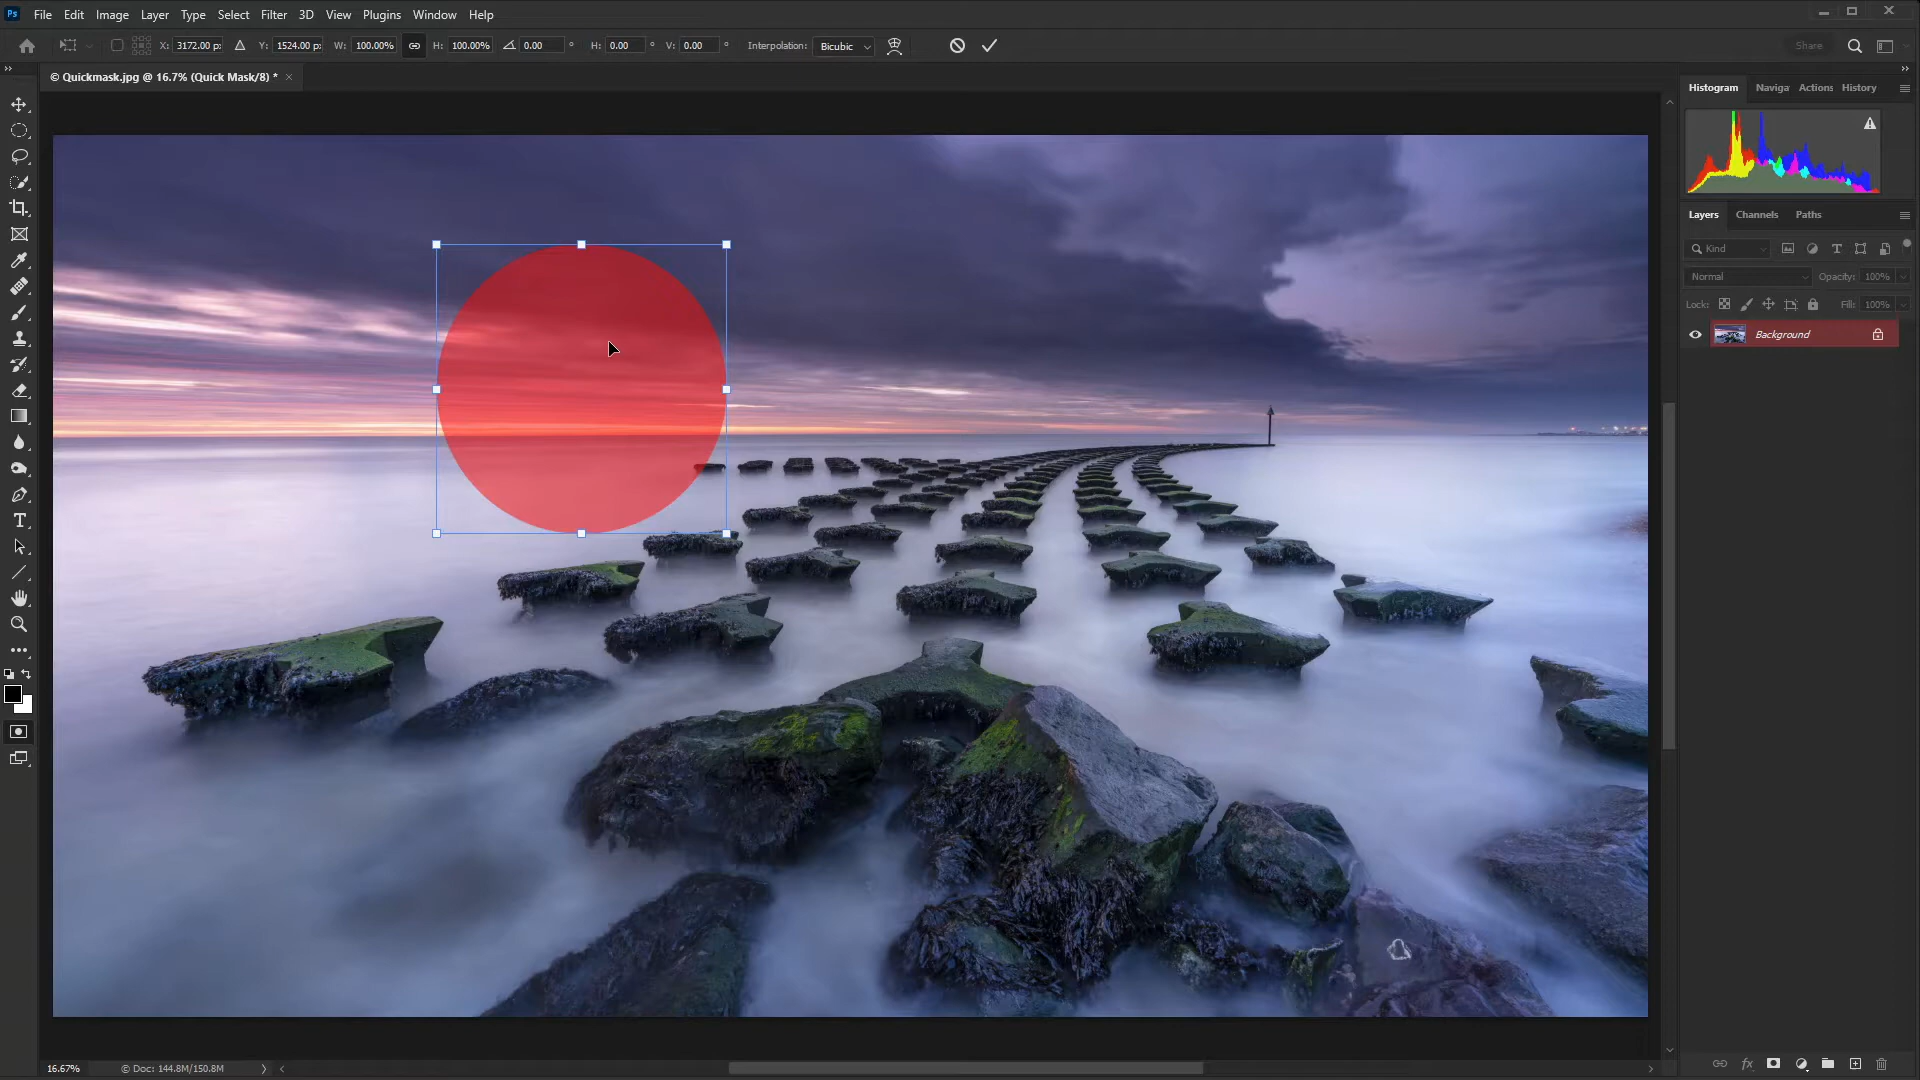 Ps File Edit Image Layer Type Select Filter 3D View Plugins Window Help
X: 3172.00 p Y: 1524.00 p W: 100.00% H: 100.00% 0.00 ° H: 0.00 ° V: 0.00 ° Interpolation: Bicubic Share
© Quickmask.jpg @ 16.7% (Quick Mask/8) * ×
Histogram Naviga Actions History
Layers Channels Paths
Kind
Normal Opacity: 100%
Lock: Fill: 100%
Background
T
fx
16.67% © Doc: 144.8M/150.8M